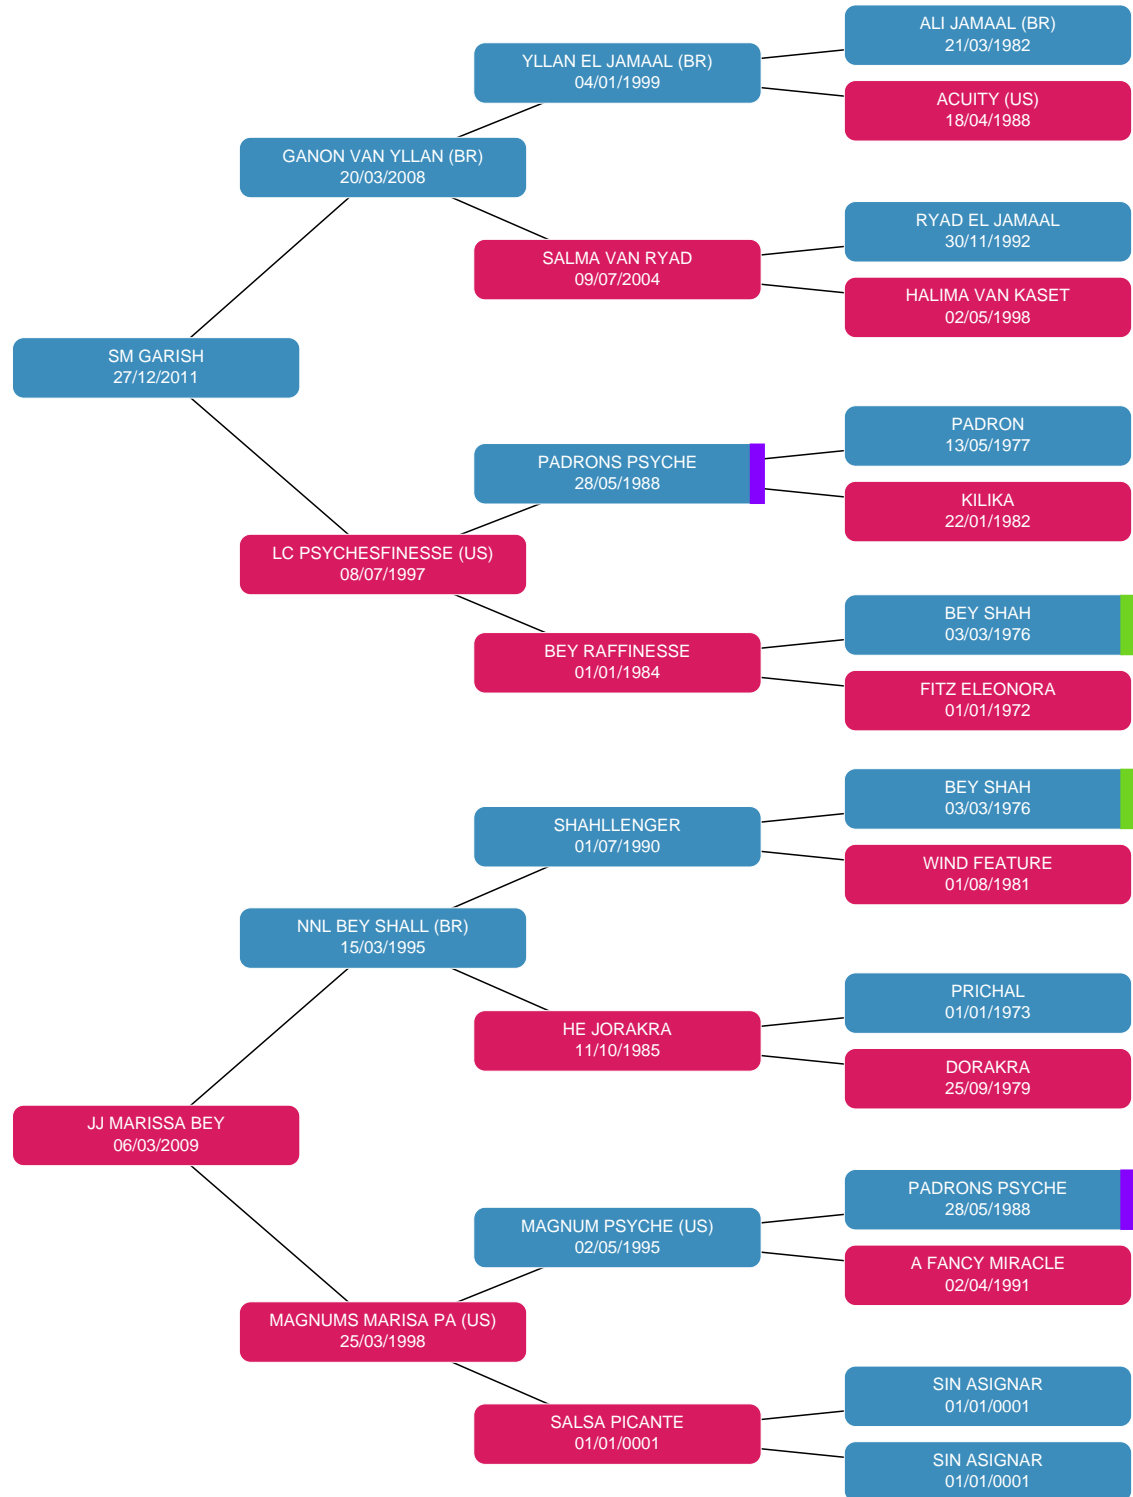 ALI JAMAAL (BR)
21/03/1982
YLLAN EL JAMAAL (BR)
04/01/1999
ACUITY (US)
18/04/1988
GANON VAN YLLAN (BR)
20/03/2008
RYAD EL JAMAAL
30/11/1992
SALMA VAN RYAD
09/07/2004
HALIMA VAN KASET
02/05/1998
SM GARISH
27/12/2011
PADRON
13/05/1977
PADRONS PSYCHE
28/05/1988
KILIKA
22/01/1982
LC PSYCHESFINESSE (US)
08/07/1997
BEY SHAH
03/03/1976
BEY RAFFINESSE
01/01/1984
FITZ ELEONORA
01/01/1972
BEY SHAH
03/03/1976
SHAHLLENGER
01/07/1990
WIND FEATURE
01/08/1981
NNL BEY SHALL (BR)
15/03/1995
PRICHAL
01/01/1973
HE JORAKRA
11/10/1985
DORAKRA
25/09/1979
JJ MARISSA BEY
06/03/2009
PADRONS PSYCHE
28/05/1988
MAGNUM PSYCHE (US)
02/05/1995
A FANCY MIRACLE
02/04/1991
MAGNUMS MARISA PA (US)
25/03/1998
SIN ASIGNAR
01/01/0001
SALSA PICANTE
01/01/0001
SIN ASIGNAR
01/01/0001